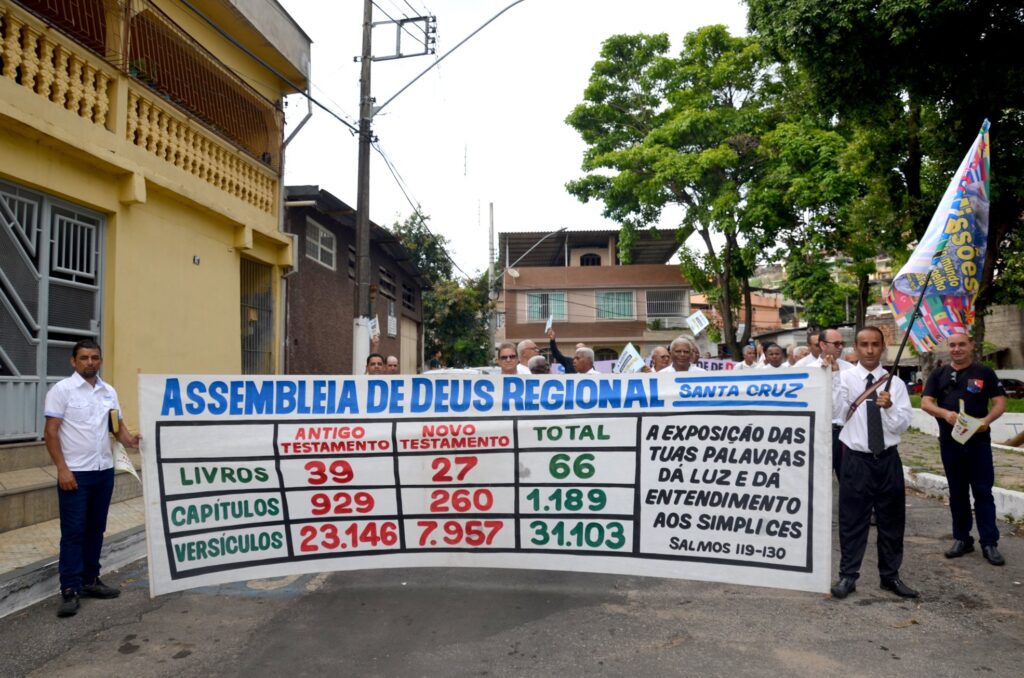 ASSEMBLEIA DE DEUS REGIONAL SANTA CRUZ
ANTIGO TESTAMENTO NOVO TESTAMENTO TOTAL
LIVROS 39 27 66
CAPÍTULOS 929 260 1.189
VERSÍCULOS 23.146 7.957 31.103
A EXPOSIÇÃO DAS
TUAS PALAVRAS
DÁ LUZ E DÁ
ENTENDIMENTO
AOS SIMPLICES
SALMOS 119-130
DE D